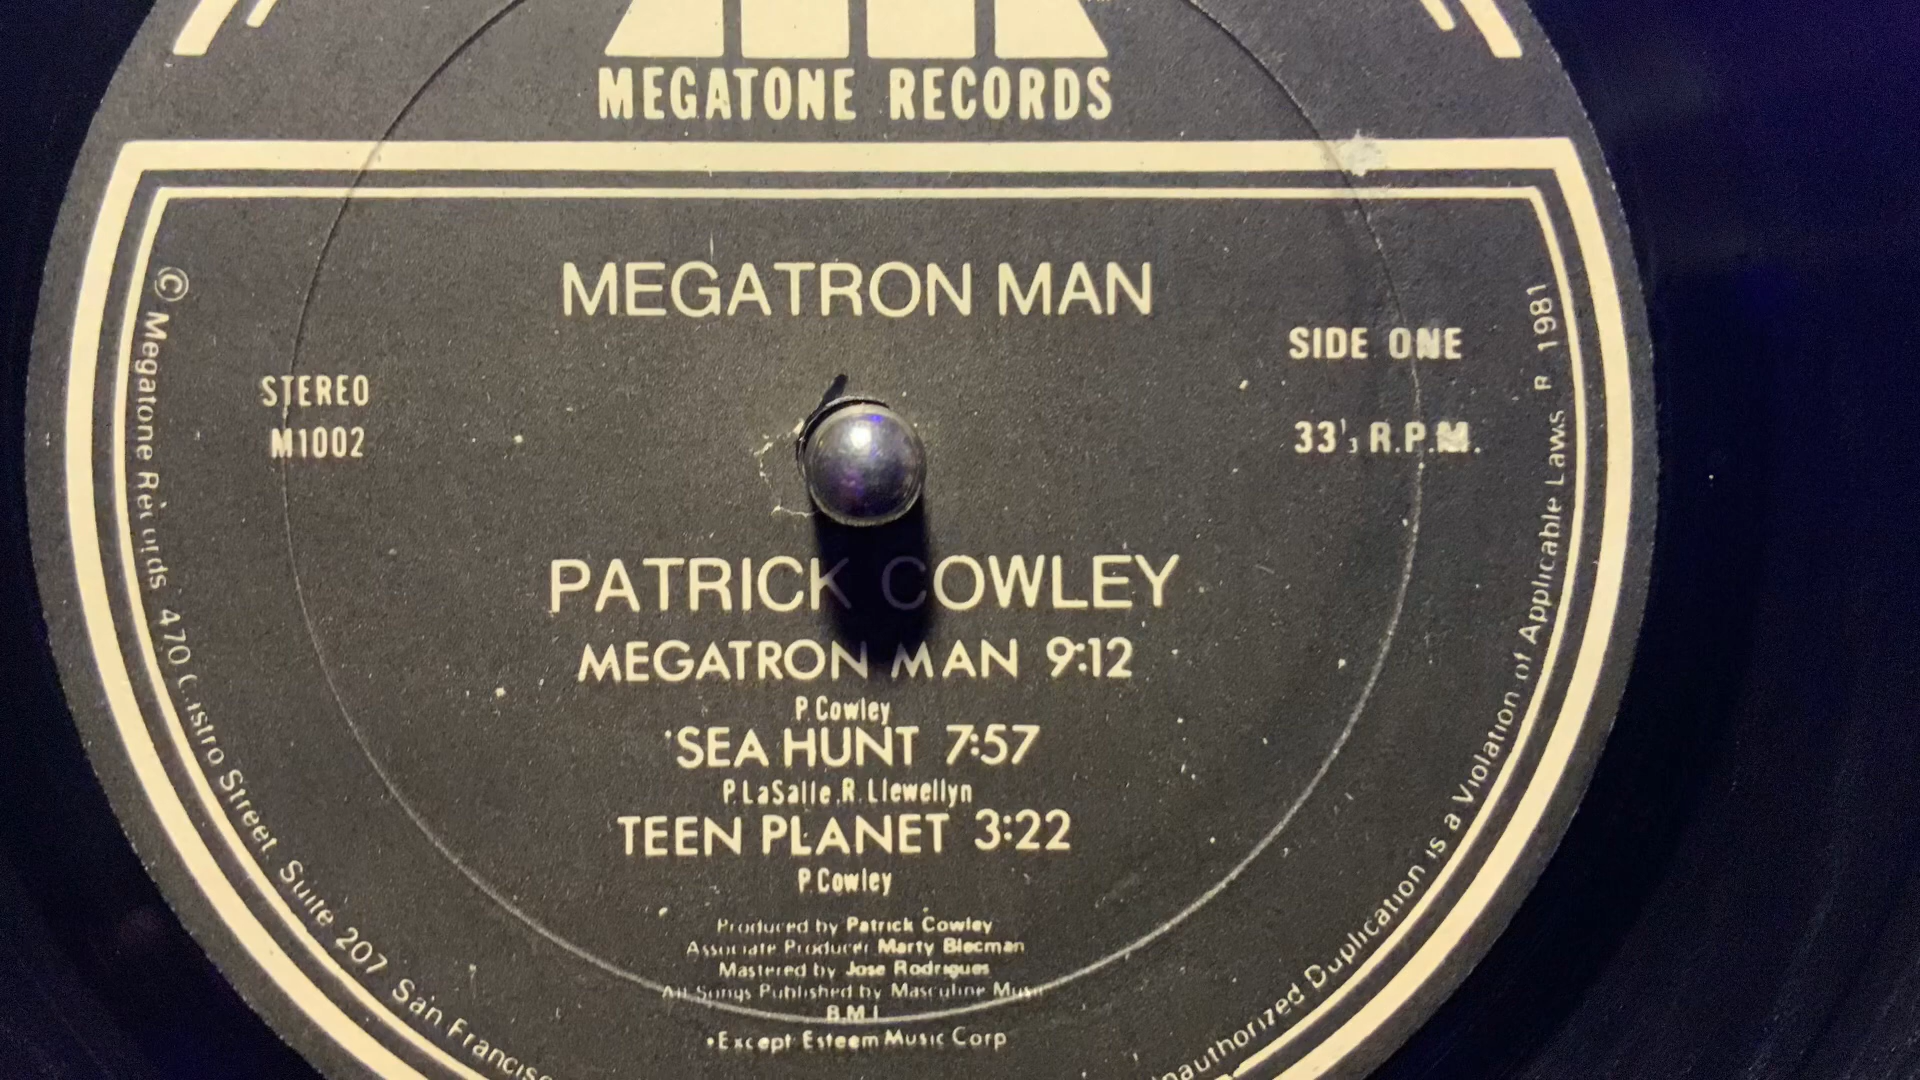 MEGATONE RECORDS
MEGATRON MAN
STEREO
M1002
SIDE ONE
33⅓ R.P.M.
PATRICK COWLEY
MEGATRON MAN 9:12
P. Cowley
•SEA HUNT 7:57
P. LaSalle, R. Llewellyn
TEEN PLANET 3:22
P. Cowley
Produced by Patrick Cowley
Associate Producer Marty Blecman
Mastered by Jose Rodrigues
All Songs Published by Masculine Music
B.M.I.
•Except Esteem Music Corp
© Megatone Records 470 Castro Street, Suite 207 San Francisc
nauthorized Duplication is a Violation of Applicable Laws P 1981